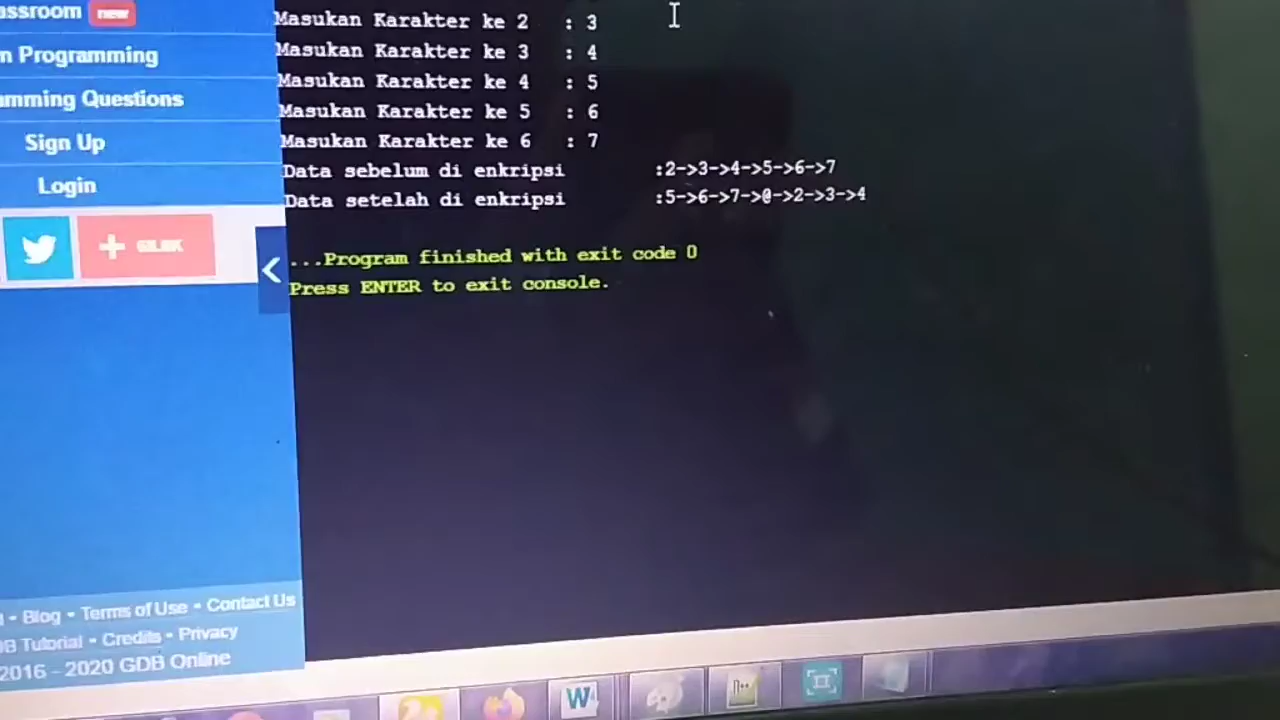 assroom new
n Programming
amming Questions
Sign Up
Login
Masukan Karakter ke 2 : 3
Masukan Karakter ke 3 : 4
Masukan Karakter ke 4 : 5
Masukan Karakter ke 5 : 6
Masukan Karakter ke 6 : 7
Data sebelum di enkripsi :2->3->4->5->6->7
Data setelah di enkripsi :5->6->7->@->2->3->4
...Program finished with exit code 0
Press ENTER to exit console.
• Blog • Terms of Use • Contact Us
B Tutorial • Credits • Privacy
2016 - 2020 GDB Online
W